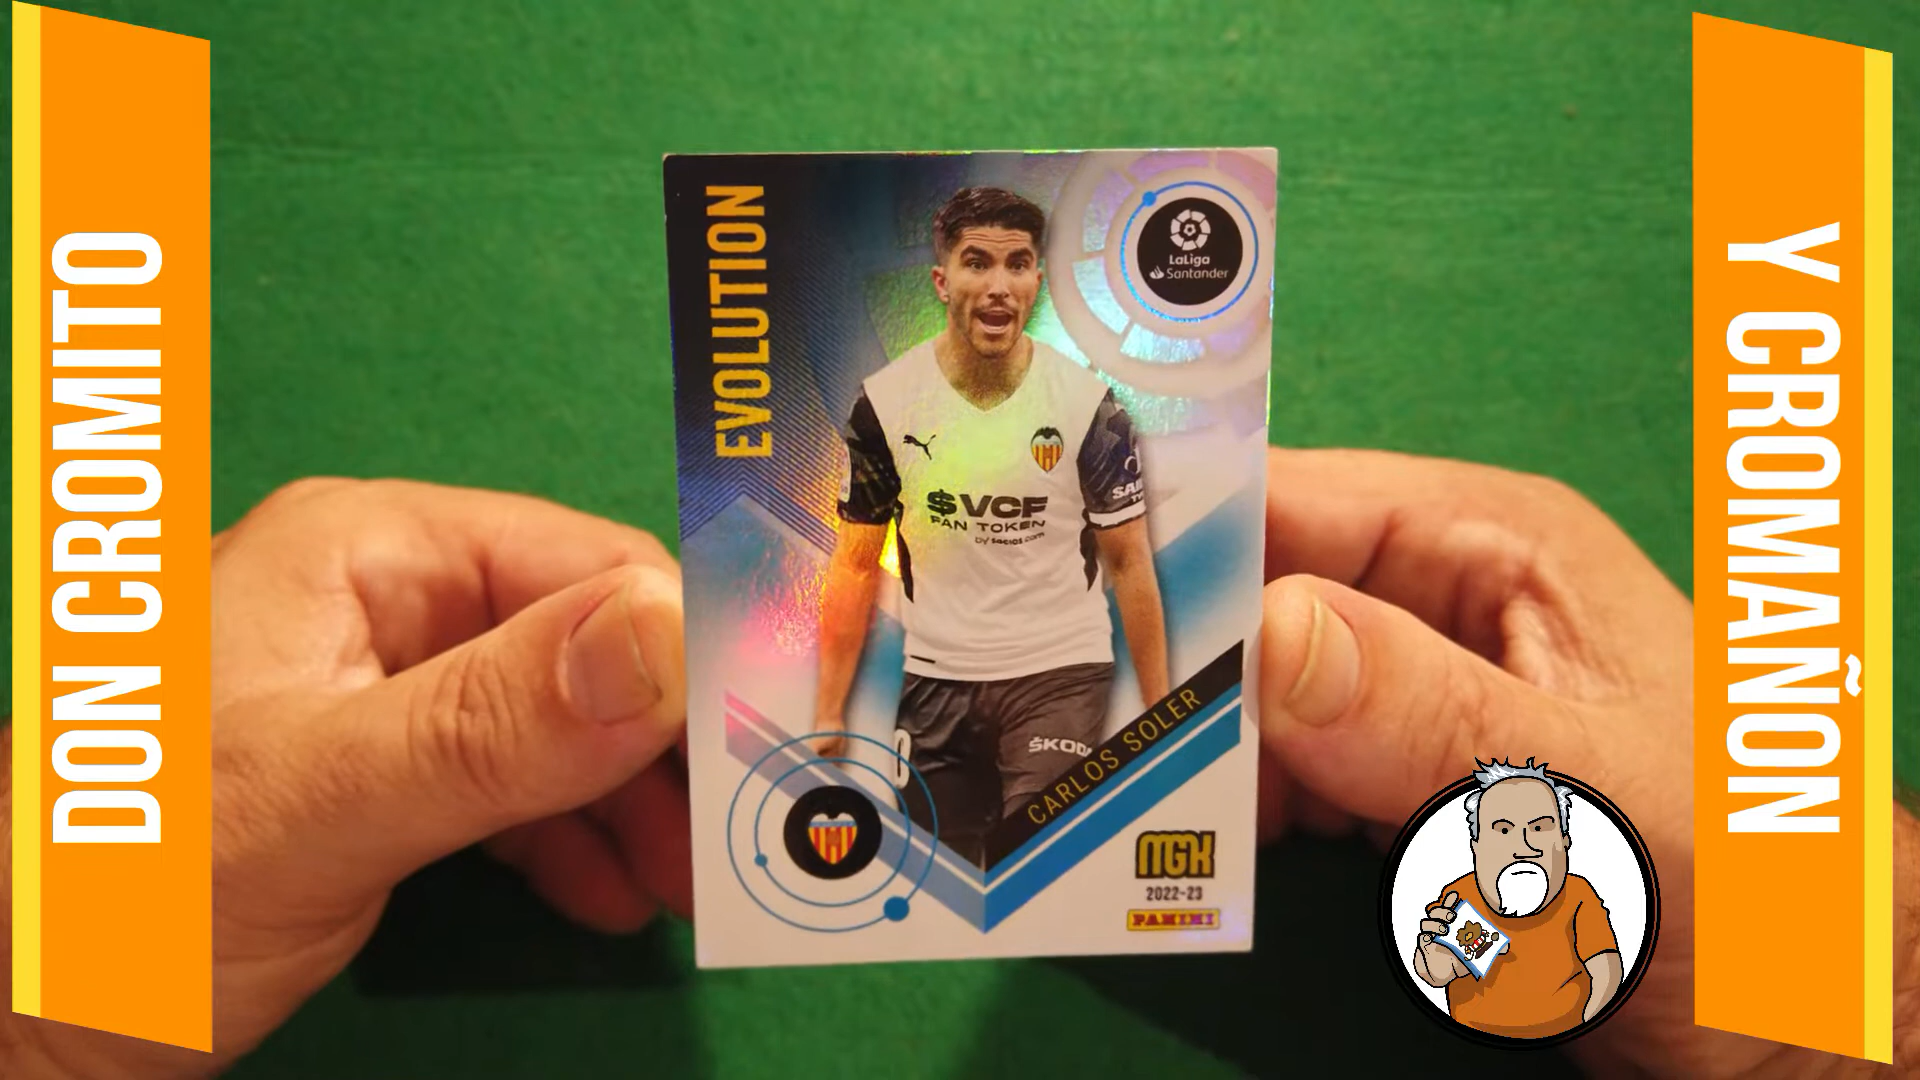 DON CROMITO
EVOLUTION
LaLiga
Santander
$VCF
FAN TOKEN
by socios.com
ŠKODA
CARLOS SOLER
MGK
2022-23
PANINI
Y CROMAÑON